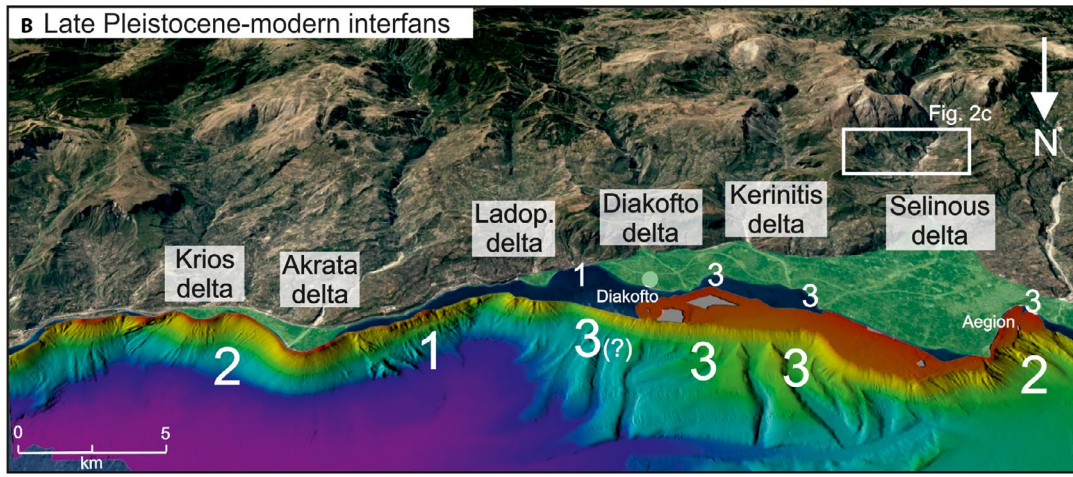 B Late Pleistocene-modern interfans
Fig. 2c
N
Krios
delta
Akrata
delta
Ladop.
delta
Diakofto
delta
Kerinitis
delta
Selinous
delta
1
3
3
3
Diakofto
Aegion
2
1
3(?)
3
3
2
0
5
km